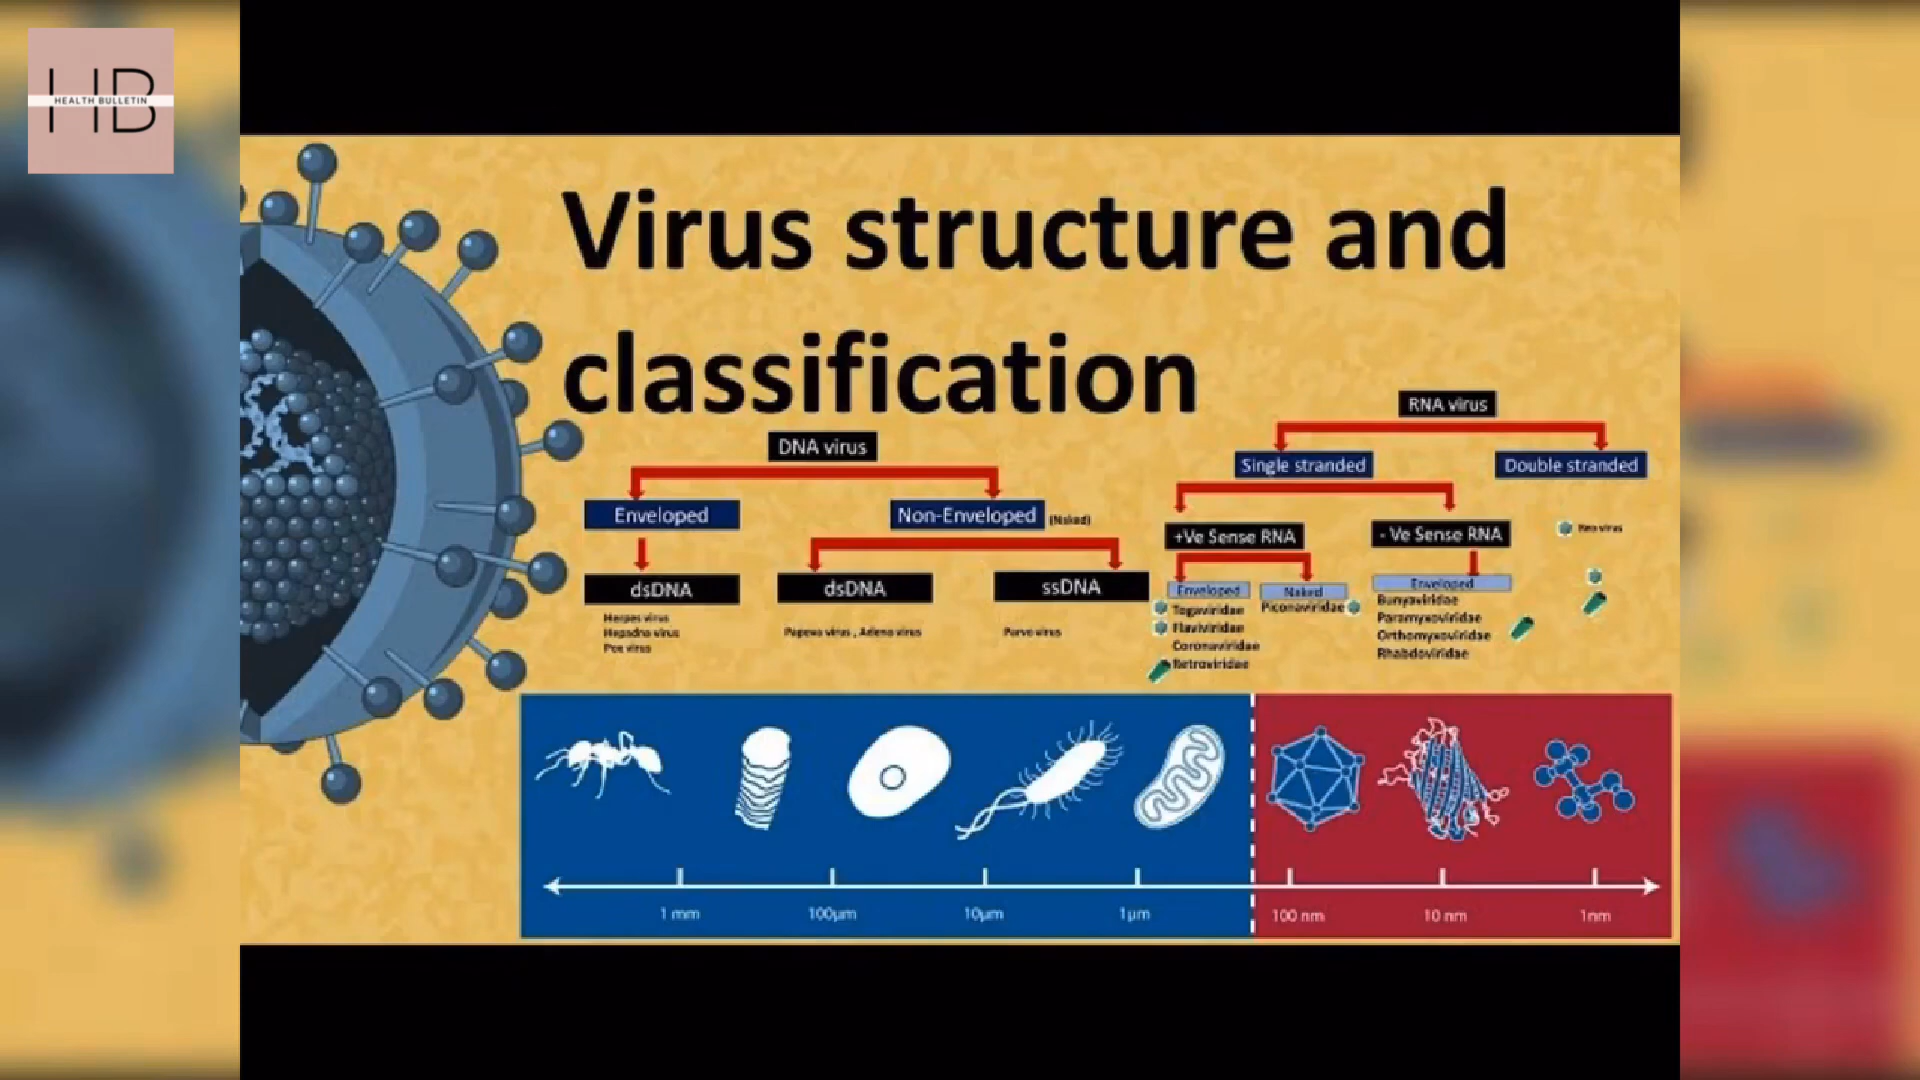 HB
HEALTH BULLETIN
Virus structure and
classification
DNA virus
Enveloped
Non-Enveloped (Naked)
dsDNA
dsDNA
ssDNA
Herpes virus
Hepadna virus
Pox virus
Papova virus , Adeno virus
Parvo virus
RNA virus
Single stranded
Double stranded
+Ve Sense RNA
- Ve Sense RNA
Reo virus
Enveloped
Naked
Enveloped
Togaviridae
Flaviviridae
Coronaviridae
Retroviridae
Piconaviridae
Bunyaviridae
Paramyxoviridae
Orthomyxoviridae
Rhabdoviridae
1 mm
100µm
10µm
1µm
100 nm
10 nm
1nm